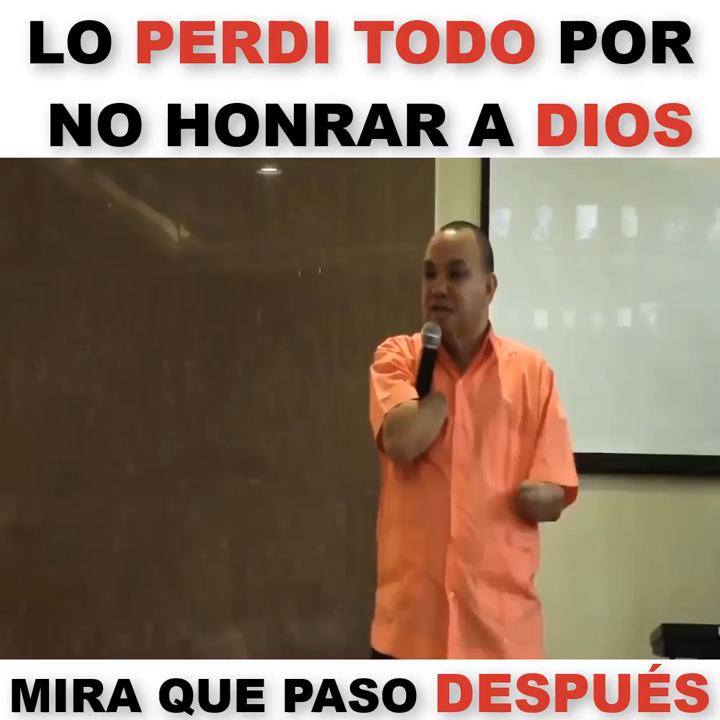 LO PERDI TODO POR
NO HONRAR A DIOS
MIRA QUE PASO DESPUÉS